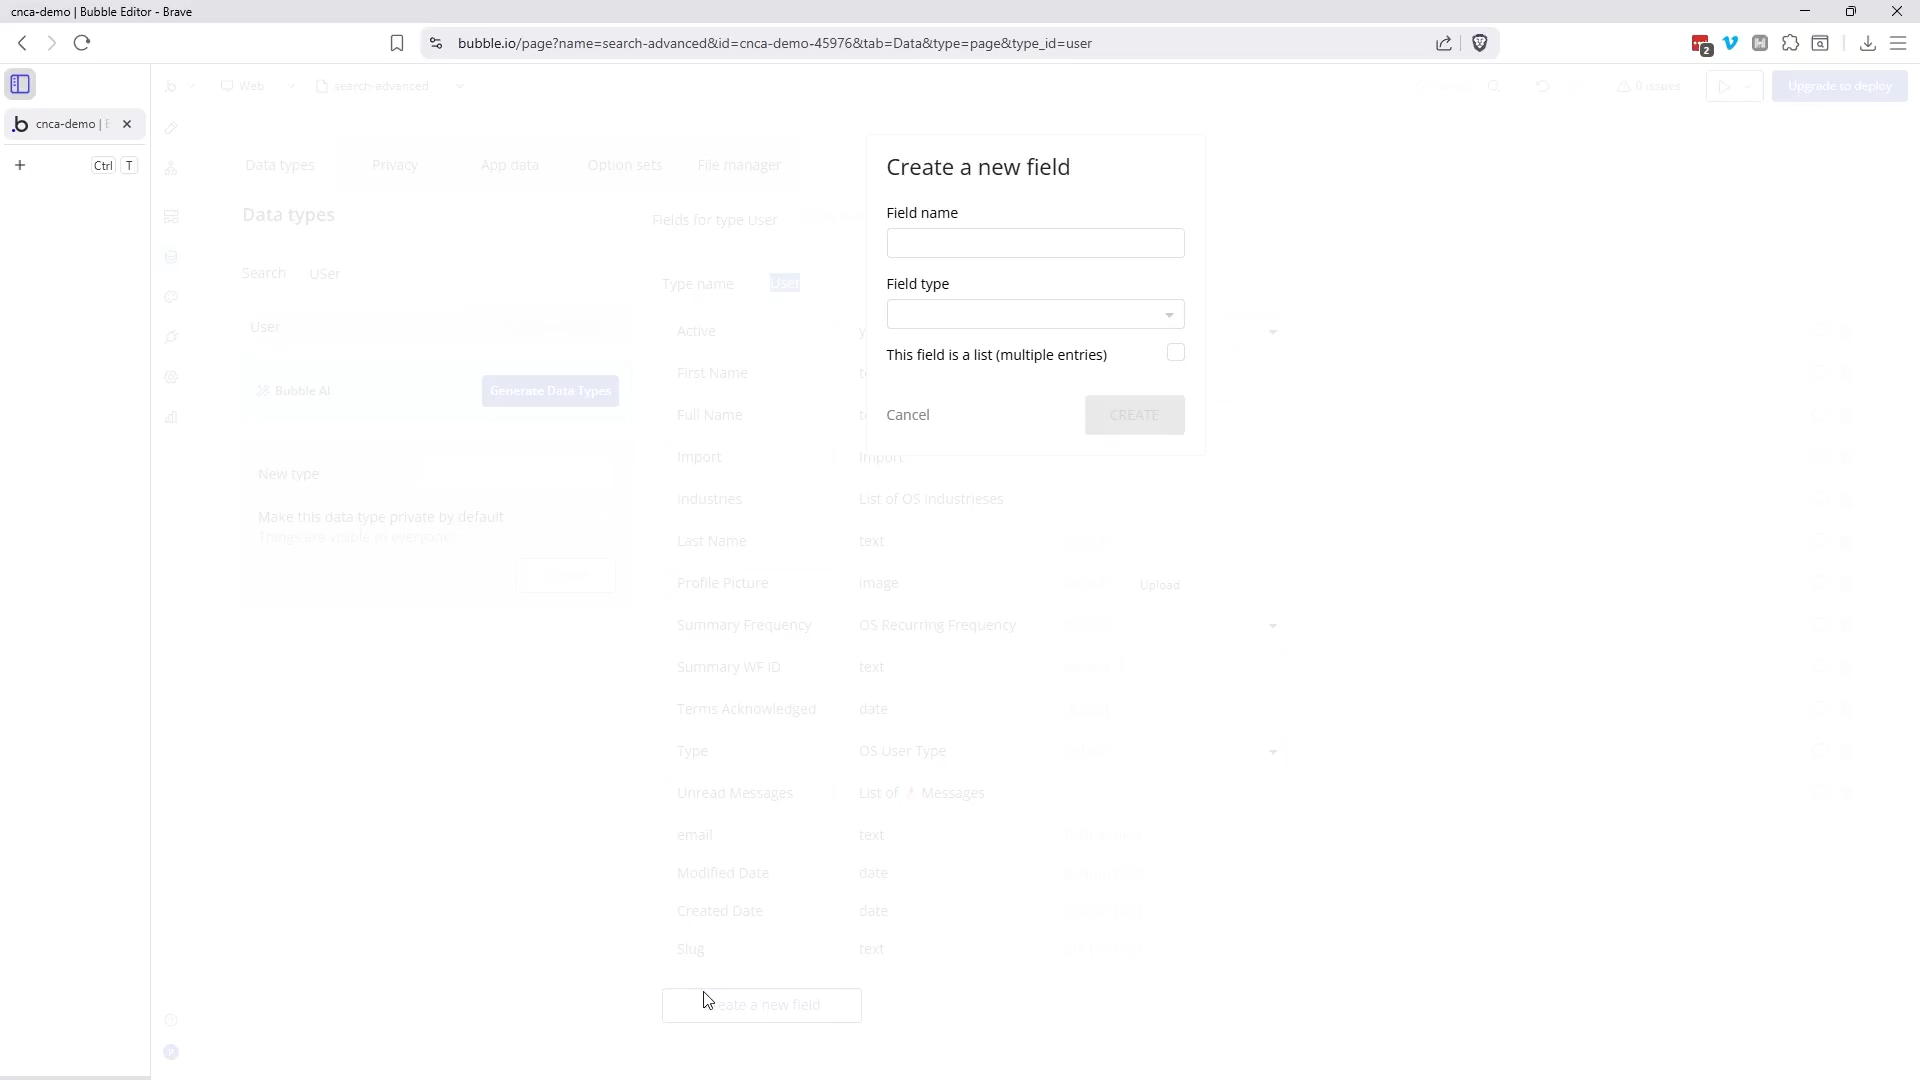 cnca-demo | Bubble Editor - Brave
bubble.io/page?name=search-advanced&id=cnca-demo-45976&tab=Data&type=page&type_id=user
2
Web
search-advanced
0 issues
Upgrade to deploy
cnca-demo |
Ctrl T
Data types
Privacy
App data
Option sets
File manager
Data types
Search
USer
User
Bubble AI
Generate Data Types
New type
Make this data type private by default
Things are visible to everyone
Fields for type User
Type name
User
Active
First Name
Full Name
Import
Import
Industries
List of OS Industrieses
Last Name
text
Profile Picture
image
Upload
Summary Frequency
OS Recurring Frequency
Summary WF ID
text
Terms Acknowledged
date
Type
OS User Type
Unread Messages
List of Messages
email
text
Modified Date
date
Created Date
date
Slug
text
Create a new field
Field name
Field type
This field is a list (multiple entries)
Cancel
CREATE
eate a new field